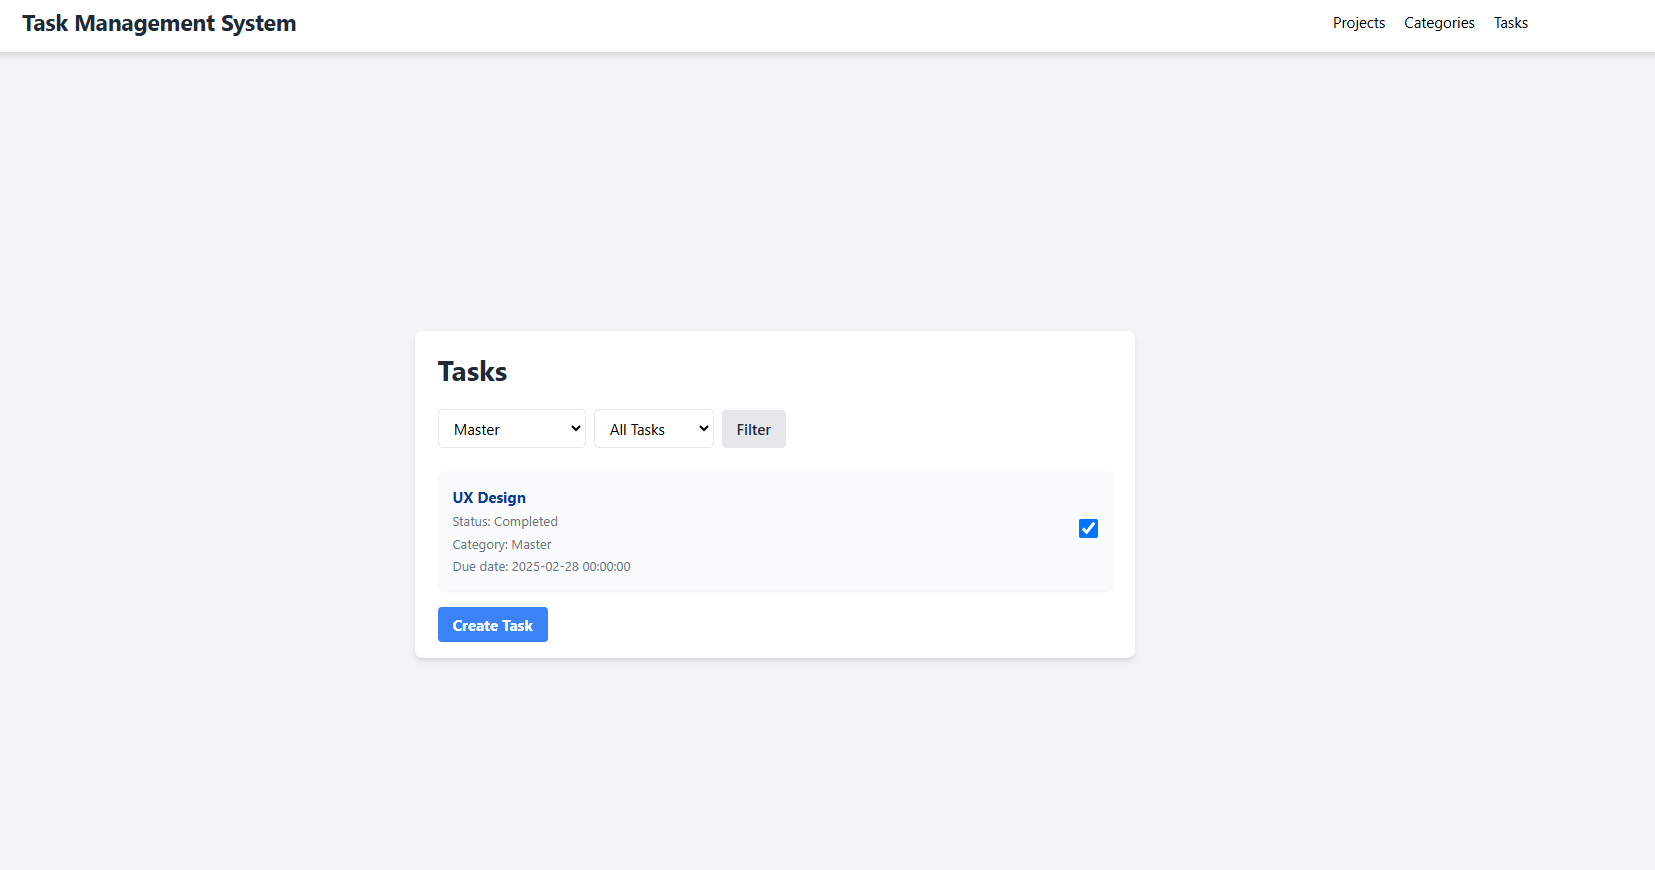 Task Management System
Projects Categories Tasks
Tasks
Master All Tasks Filter
UX Design
Status: Completed
Category: Master
Due date: 2025-02-28 00:00:00
Create Task